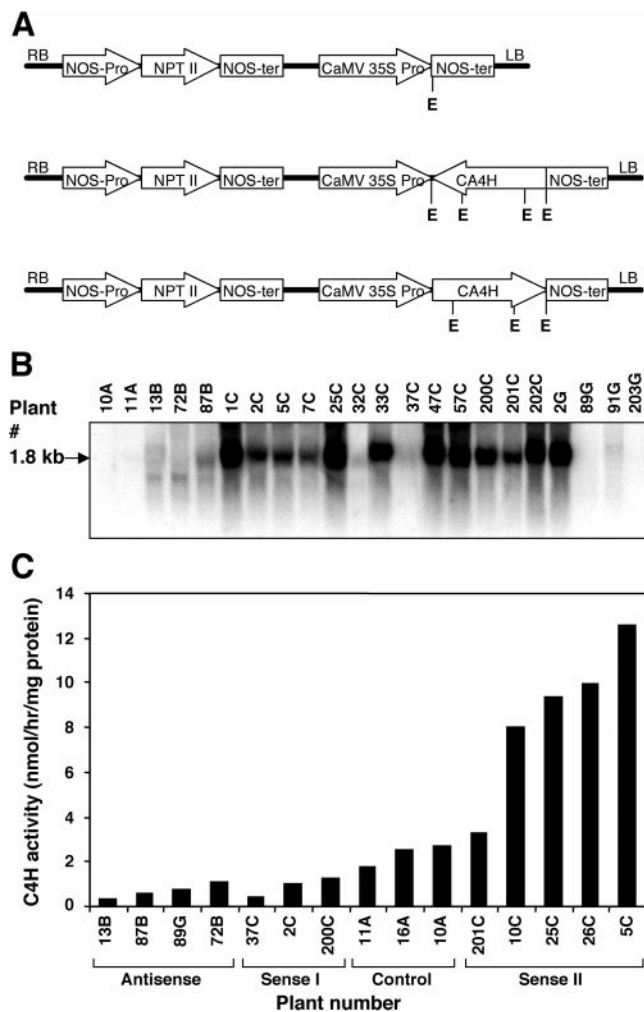 A
RB NOS-Pro NPT II NOS-ter CaMV 35S Pro NOS-ter LB
E
RB NOS-Pro NPT II NOS-ter CaMV 35S Pro CA4H NOS-ter LB
E E E E
RB NOS-Pro NPT II NOS-ter CaMV 35S Pro CA4H NOS-ter LB
E E E
B
Plant #
10A 11A 13B 72B 87B 1C 2C 5C 7C 25C 32C 33C 37C 47C 57C 200C 201C 202C 2G 89G 91G 203G
1.8 kb
C
C4H activity (nmol/hr/mg protein)
14
12
10
8
6
4
2
0
13B 87B 89G 72B 37C 2C 200C 11A 16A 10A 201C 10C 25C 26C 5C
Antisense Sense I Control Sense II
Plant number